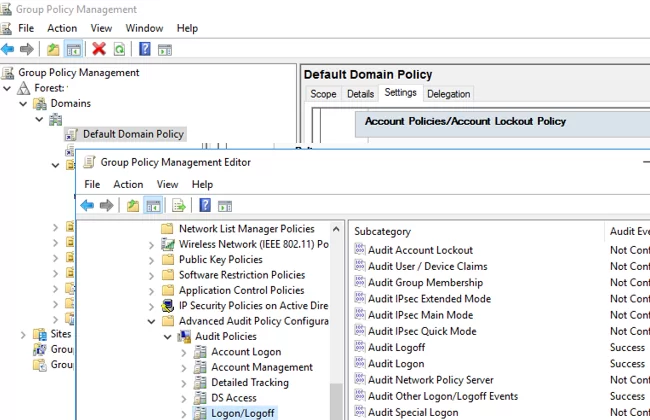 Group Policy Management
File Action View Window Help
Group Policy Management
Forest:
Domains
Default Domain Policy
Sites
Grou
Grou
Default Domain Policy
Scope Details Settings Delegation
Account Policies/Account Lockout Policy
Group Policy Management Editor
File Action View Help
Network List Manager Policies
Wireless Network (IEEE 802.11) Po
Public Key Policies
Software Restriction Policies
Application Control Policies
IP Security Policies on Active Dire
Advanced Audit Policy Configura
Audit Policies
Account Logon
Account Management
Detailed Tracking
DS Access
Logon/Logoff
Subcategory Audit Eve
Audit Account Lockout Not Conf
Audit User / Device Claims Not Conf
Audit Group Membership Not Conf
Audit IPsec Extended Mode Not Conf
Audit IPsec Main Mode Not Conf
Audit IPsec Quick Mode Not Conf
Audit Logoff Success
Audit Logon Success
Audit Network Policy Server Not Conf
Audit Other Logon/Logoff Events Success
Audit Special Logon Not Conf